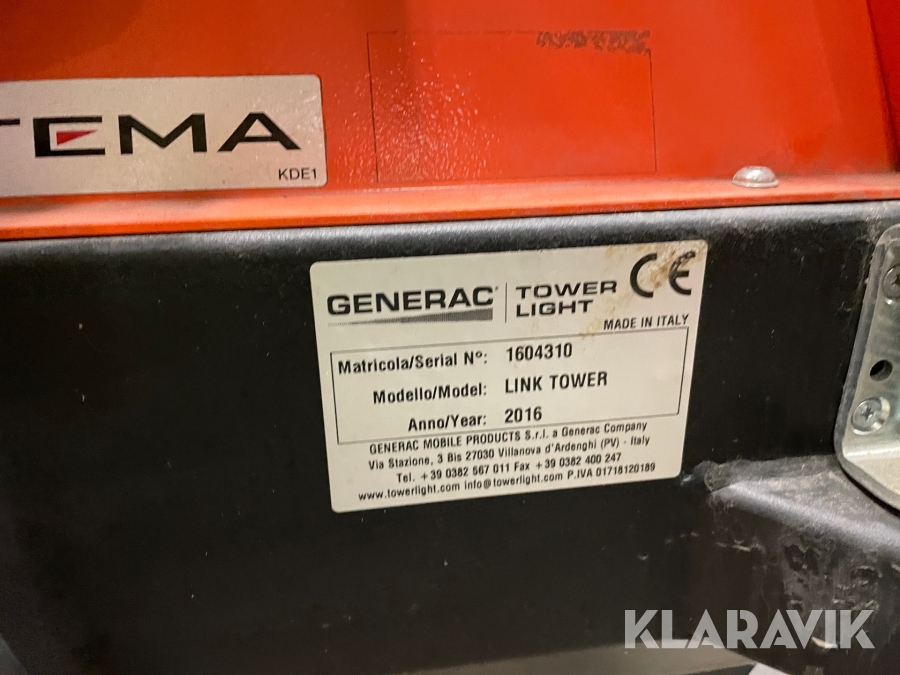 TEMA
KDE1
GENERAC
TOWER
LIGHT
CE
MADE IN ITALY
Matricola/Serial N°: 1604310
Modello/Model: LINK TOWER
Anno/Year: 2016
GENERAC MOBILE PRODUCTS S.r.l. a Generac Company
Via Stazione, 3 Bis 27030 Villanova d'Ardenghi (PV) - Italy
Tel. +39 0382 567 011 Fax +39 0382 400 247
www.towerlight.com info@towerlight.com P.IVA 01718120189
KLARAVIK